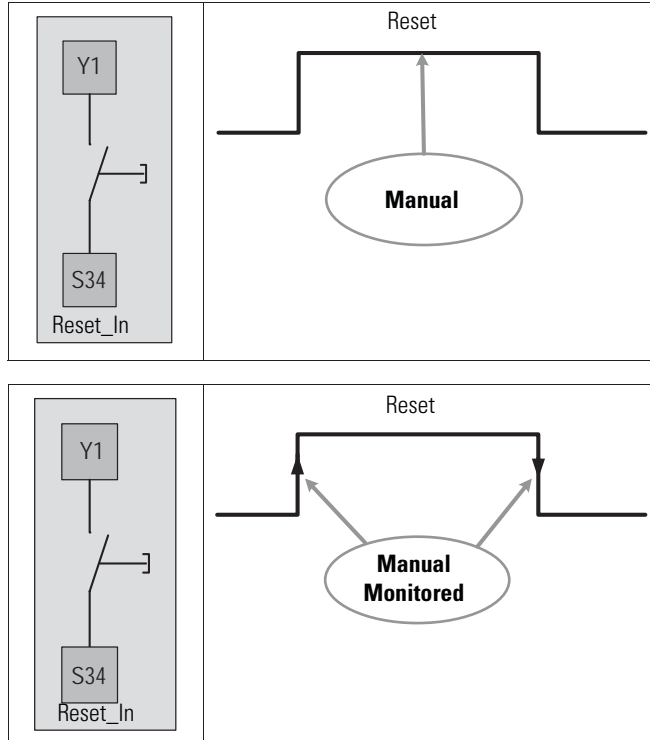 Y1
S34
Reset_In
Reset
Manual
Y1
S34
Reset_In
Reset
Manual
Monitored